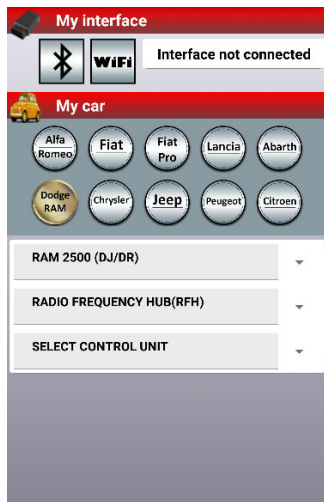 My interface
WiFi
Interface not connected
My car
Alfa
Romeo
Fiat
Fiat
Pro
Lancia
Abarth
Dodge
RAM
Chrysler
Jeep
Peugeot
Citroen
RAM 2500 (DJ/DR)
RADIO FREQUENCY HUB(RFH)
SELECT CONTROL UNIT